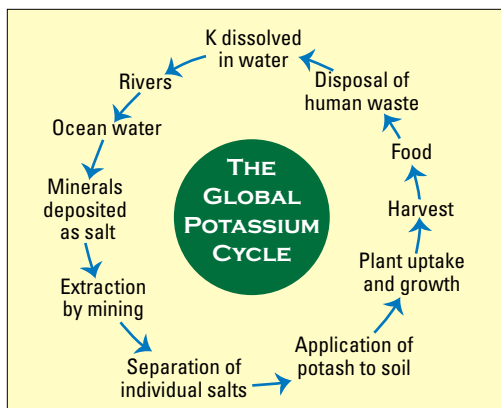 K dissolved
in water
Rivers
Ocean water
Minerals
deposited
as salt
Extraction
by mining
Separation of
individual salts
Application of
potash to soil
Plant uptake
and growth
Harvest
Food
Disposal of
human waste
THE
GLOBAL
POTASSIUM
CYCLE